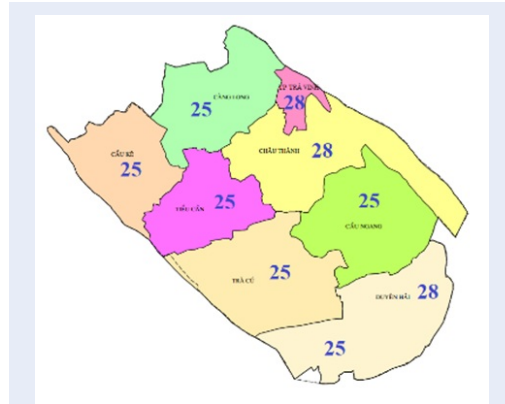 TP TRÀ VINH
28
CÀNG LONG
25
CẦU KÈ
25
CHÂU THÀNH
28
TIỂU CẦN
25
25
CẦU NGANG
TRÀ CÚ
25
DUYÊN HẢI
28
25